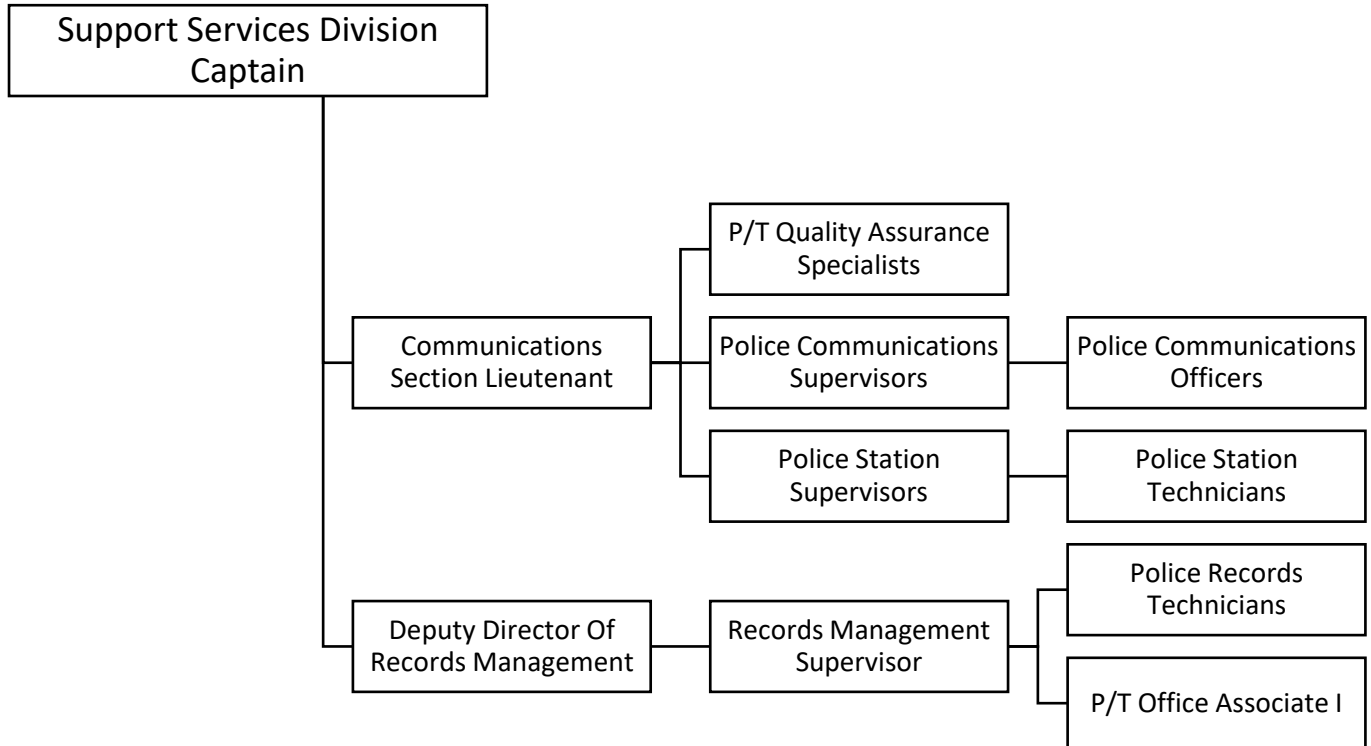 Support Services Division
Captain
P/T Quality Assurance
Specialists
Communications
Section Lieutenant
Police Communications
Supervisors
Police Communications
Officers
Police Station
Supervisors
Police Station
Technicians
Deputy Director Of
Records Management
Records Management
Supervisor
Police Records
Technicians
P/T Office Associate I